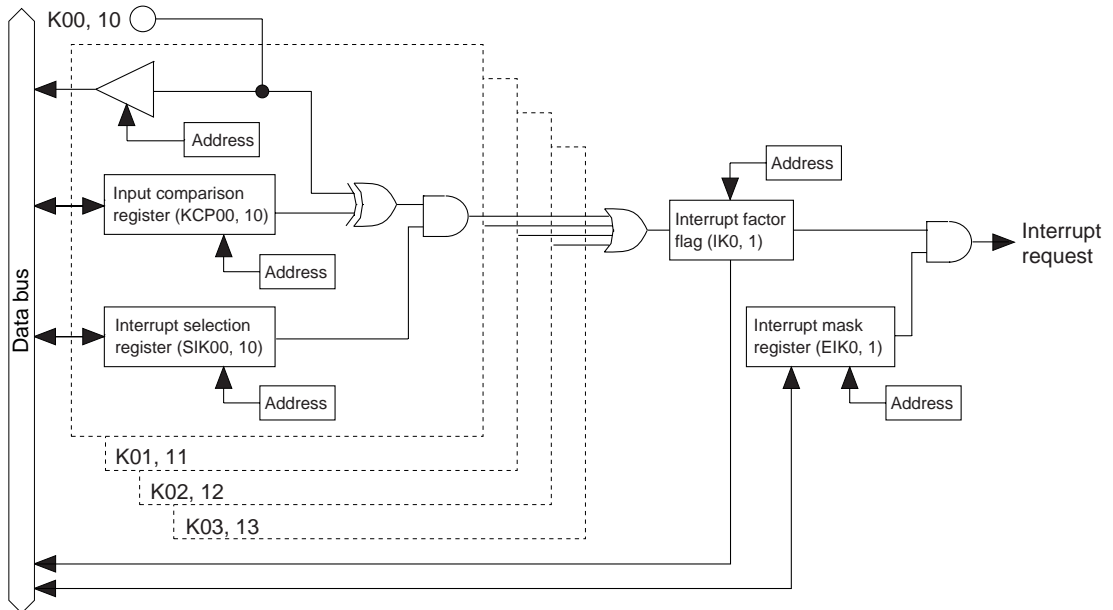 K00, 10
Address
Input comparison
register (KCP00, 10)
Address
Interrupt selection
register (SIK00, 10)
Address
K01, 11
K02, 12
K03, 13
Data bus
Address
Interrupt factor
flag (IK0, 1)
Interrupt mask
register (EIK0, 1)
Address
Interrupt
request